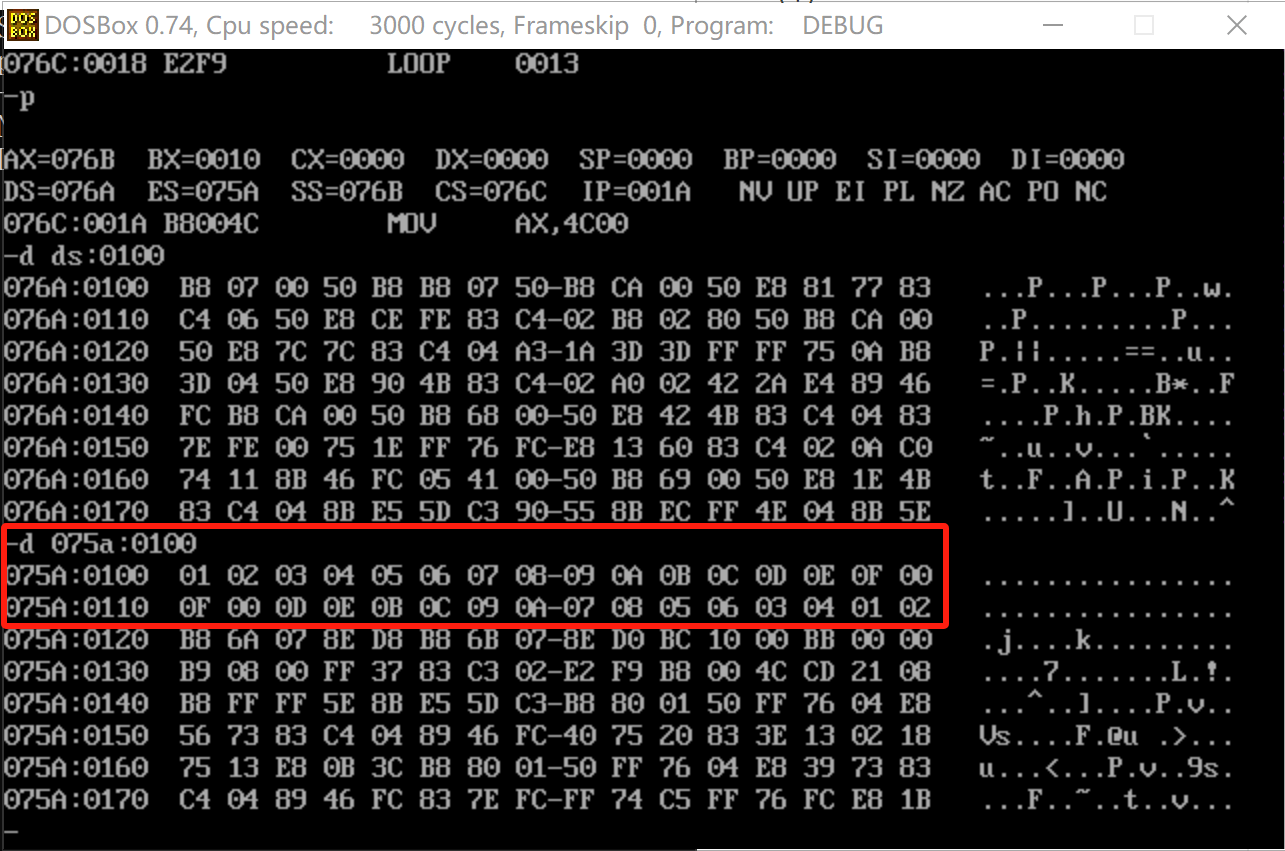 DOS BOX DOSBox 0.74, Cpu speed: 3000 cycles, Frameskip 0, Program: DEBUG
076C:0018 E2F9 LOOP 0013
-p
AX=076B BX=0010 CX=0000 DX=0000 SP=0000 BP=0000 SI=0000 DI=0000
DS=076A ES=075A SS=076B CS=076C IP=001A NV UP EI PL NZ AC PO NC
076C:001A B8004C MOV AX,4C00
-d ds:0100
076A:0100 B8 07 00 50 B8 B8 07 50-B8 CA 00 50 E8 81 77 83 ...P...P...P..w.
076A:0110 C4 06 50 E8 CE FE 83 C4-02 B8 02 80 50 B8 CA 00 ..P.........P...
076A:0120 50 E8 7C 7C 83 C4 04 A3-1A 3D 3D FF FF 75 0A B8 P.||.....==..u..
076A:0130 3D 04 50 E8 90 4B 83 C4-02 A0 02 42 2A E4 89 46 =.P..K.....B*..F
076A:0140 FC B8 CA 00 50 B8 68 00-50 E8 42 4B 83 C4 04 83 ....P.h.P.BK....
076A:0150 7E FE 00 75 1E FF 76 FC-E8 13 60 83 C4 02 0A C0 ~..u..v...`.....
076A:0160 74 11 8B 46 FC 05 41 00-50 B8 69 00 50 E8 1E 4B t..F..A.P.i.P..K
076A:0170 83 C4 04 8B E5 5D C3 90-55 8B EC FF 4E 04 8B 5E .....]..U...N..^
-d 075a:0100
075A:0100 01 02 03 04 05 06 07 08-09 0A 0B 0C 0D 0E 0F 00 ................
075A:0110 0F 00 0D 0E 0B 0C 09 0A-07 08 05 06 03 04 01 02 ................
075A:0120 B8 6A 07 8E D8 B8 6B 07-8E D0 BC 10 00 BB 00 00 .j....k.........
075A:0130 B9 08 00 FF 37 83 C3 02-E2 F9 B8 00 4C CD 21 08 ....7.......L.!.
075A:0140 B8 FF FF 5E 8B E5 5D C3-B8 80 01 50 FF 76 04 E8 ...^..]....P.v..
075A:0150 56 73 83 C4 04 89 46 FC-40 75 20 83 3E 13 02 18 Vs....F.@u .>...
075A:0160 75 13 E8 0B 3C B8 80 01-50 FF 76 04 E8 39 73 83 u...<...P.v..9s.
075A:0170 C4 04 89 46 FC 83 7E FC-FF 74 C5 FF 76 FC E8 1B ...F..~..t..v...
-